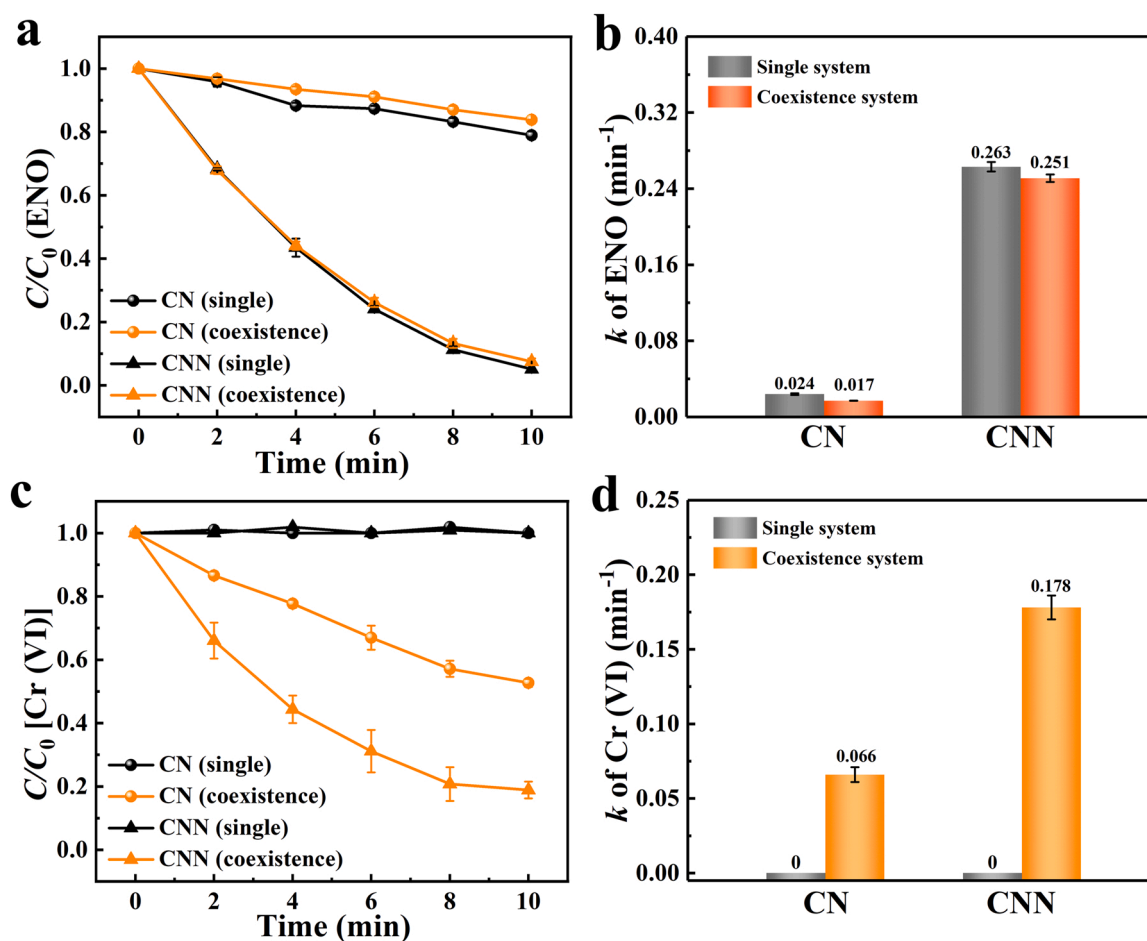 a
C/C0 (ENO)
1.0
0.8
0.6
0.4
0.2
0.0
CN (single)
CN (coexistence)
CNN (single)
CNN (coexistence)
0 2 4 6 8 10
Time (min)
b
k of ENO (min-1)
0.40
0.32
0.24
0.16
0.08
0.00
Single system
Coexistence system
0.024
0.017
0.263
0.251
CN CNN
c
C/C0 [Cr (VI)]
1.0
0.8
0.6
0.4
0.2
0.0
CN (single)
CN (coexistence)
CNN (single)
CNN (coexistence)
0 2 4 6 8 10
Time (min)
d
k of Cr (VI) (min-1)
0.25
0.20
0.15
0.10
0.05
0.00
Single system
Coexistence system
0
0.066
0
0.178
CN CNN